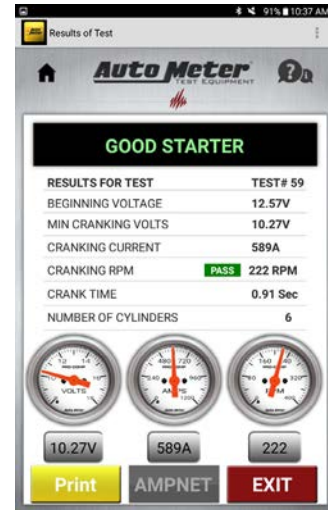 91% 10:37 AM
Results of Test
Auto Meter
TEST EQUIPMENT
GOOD STARTER
RESULTS FOR TEST TEST# 59
BEGINNING VOLTAGE 12.57V
MIN CRANKING VOLTS 10.27V
CRANKING CURRENT 589A
CRANKING RPM PASS 222 RPM
CRANK TIME 0.91 Sec
NUMBER OF CYLINDERS 6
VOLTS
10.27V 589A 222
Print AMPNET EXIT